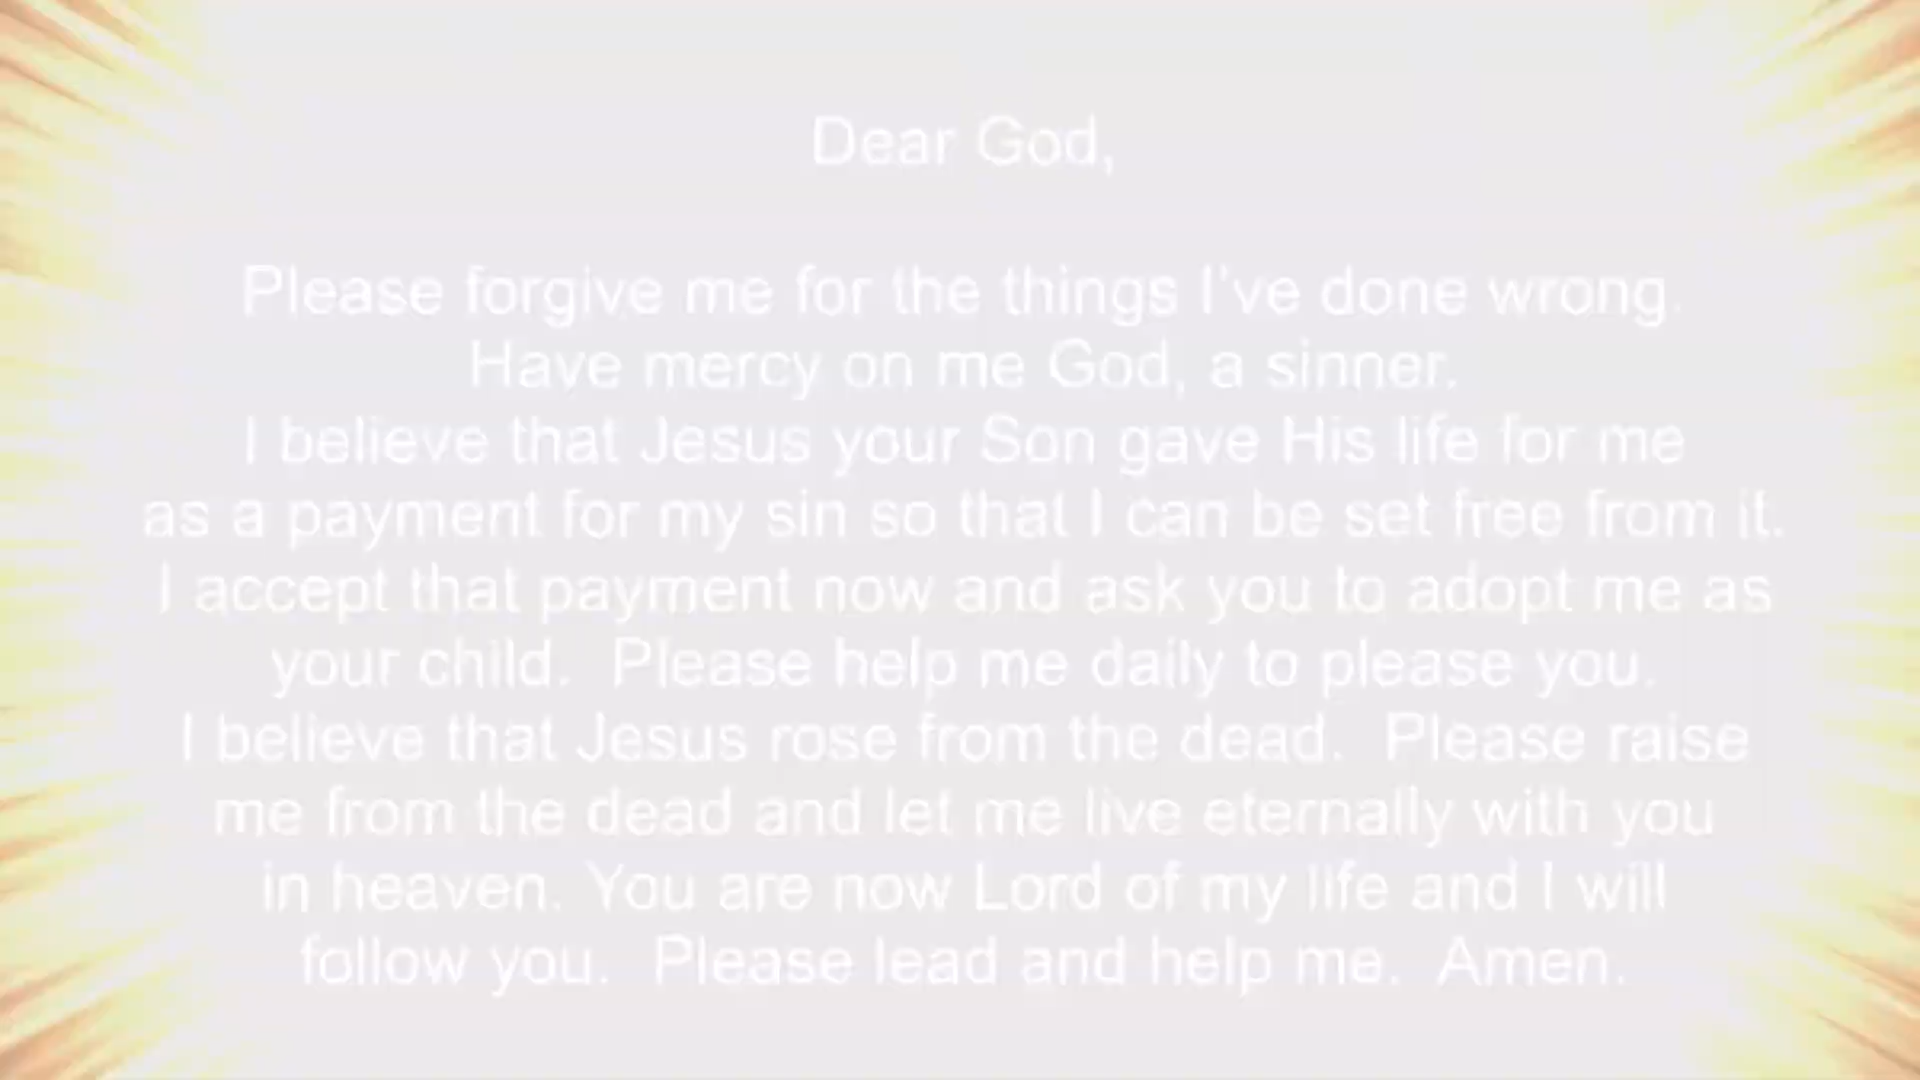 Dear God,
Please forgive me for the things I've done wrong.
Have mercy on me God, a sinner.
I believe that Jesus your Son gave His life for me
as a payment for my sin so that I can be set free from it.
I accept that payment now and ask you to adopt me as
your child.  Please help me daily to please you.
I believe that Jesus rose from the dead.  Please raise
me from the dead and let me live eternally with you
in heaven. You are now Lord of my life and I will
follow you.  Please lead and help me.  Amen.